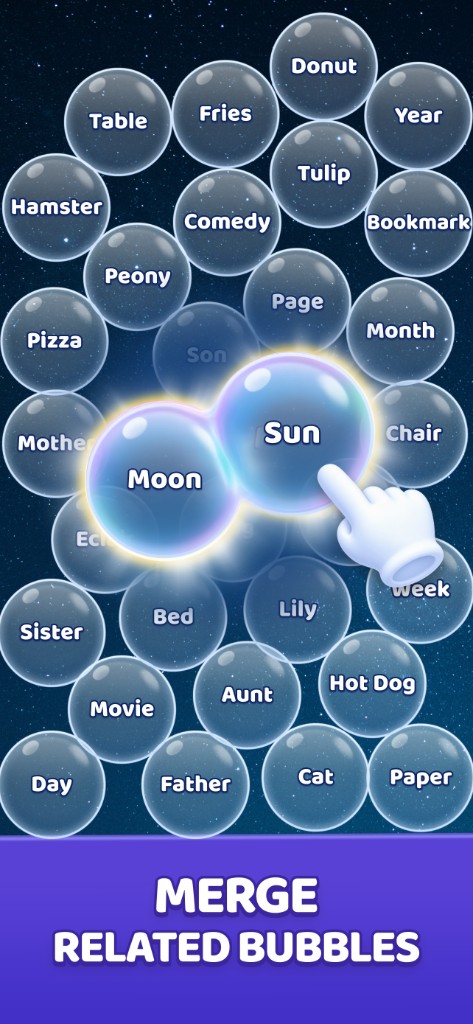 Donut
Table
Fries
Year
Tulip
Hamster
Comedy
Bookmark
Peony
Page
Month
Pizza
Son
Sun
Chair
Mothe
Moon
Week
Bed
Lily
Sister
Hot Dog
Aunt
Movie
Day
Father
Cat
Paper
MERGE
RELATED BUBBLES